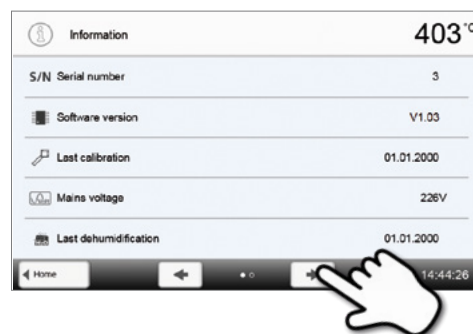 Information 403 °C
S/N Serial number 3
Software version V1.03
Last calibration 01.01.2000
Mains voltage 226V
Last dehumidification 01.01.2000
Home 14:44:26